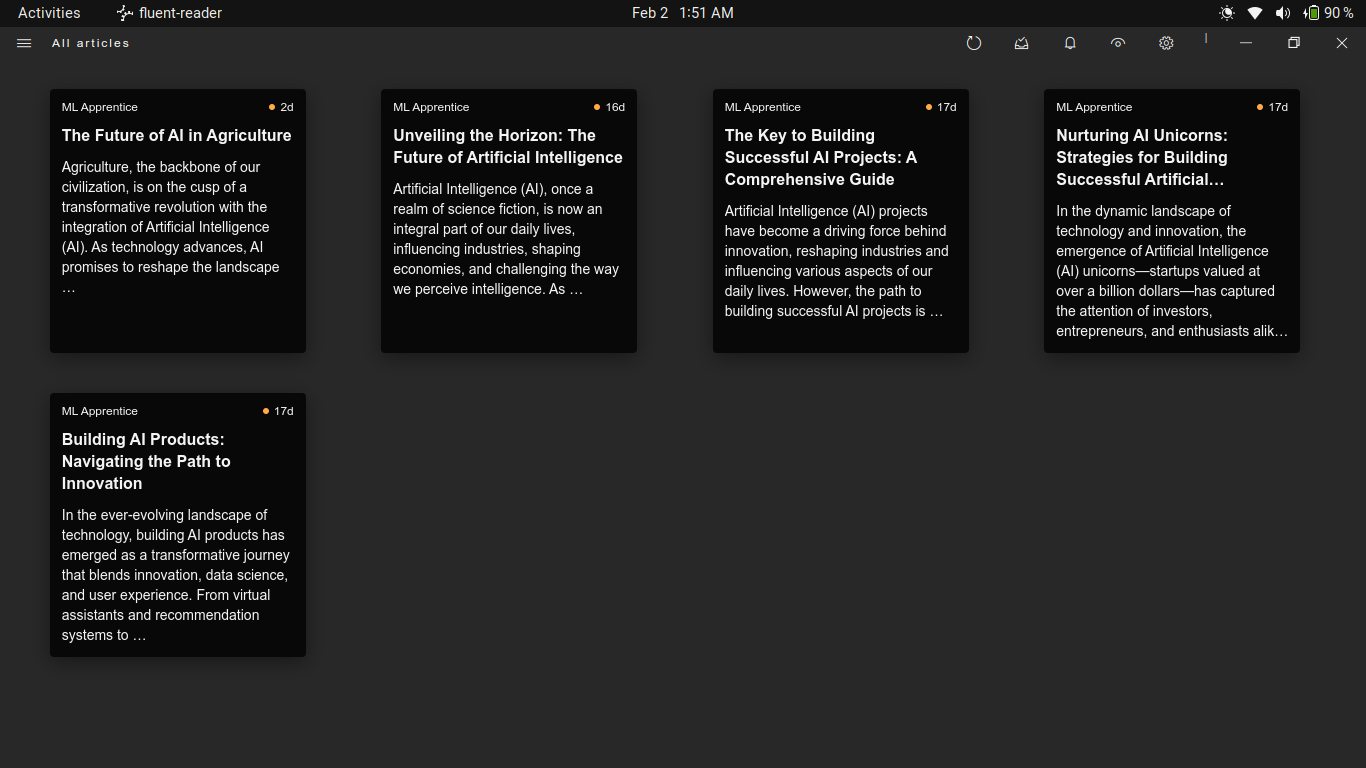 Activities
fluent-reader
Feb 2 1:51 AM
90 %
All articles
ML Apprentice
2d
The Future of AI in Agriculture
Agriculture, the backbone of our
civilization, is on the cusp of a
transformative revolution with the
integration of Artificial Intelligence
(AI). As technology advances, AI
promises to reshape the landscape
…
ML Apprentice
16d
Unveiling the Horizon: The
Future of Artificial Intelligence
Artificial Intelligence (AI), once a
realm of science fiction, is now an
integral part of our daily lives,
influencing industries, shaping
economies, and challenging the way
we perceive intelligence. As …
ML Apprentice
17d
The Key to Building
Successful AI Projects: A
Comprehensive Guide
Artificial Intelligence (AI) projects
have become a driving force behind
innovation, reshaping industries and
influencing various aspects of our
daily lives. However, the path to
building successful AI projects is …
ML Apprentice
17d
Nurturing AI Unicorns:
Strategies for Building
Successful Artificial…
In the dynamic landscape of
technology and innovation, the
emergence of Artificial Intelligence
(AI) unicorns—startups valued at
over a billion dollars—has captured
the attention of investors,
entrepreneurs, and enthusiasts alik…
ML Apprentice
17d
Building AI Products:
Navigating the Path to
Innovation
In the ever-evolving landscape of
technology, building AI products has
emerged as a transformative journey
that blends innovation, data science,
and user experience. From virtual
assistants and recommendation
systems to …